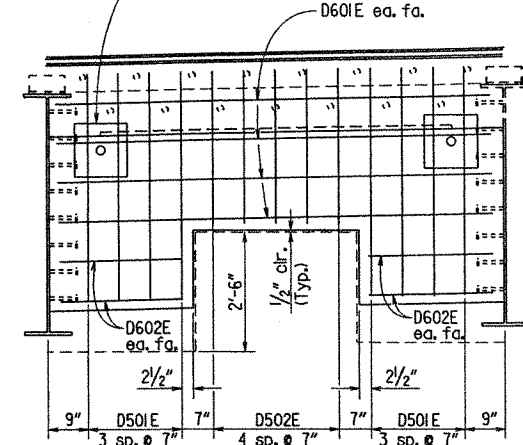 D601E ea. fa.
2'-6"
1/2" clr.
(Typ.)
D602E
ea. fa.
D602E
ea. fa.
2 1/2"
2 1/2"
9" D501E 7" D502E 7" D501E 9"
3 sp. @ 7" 4 sp. @ 7" 3 sp. @ 7"